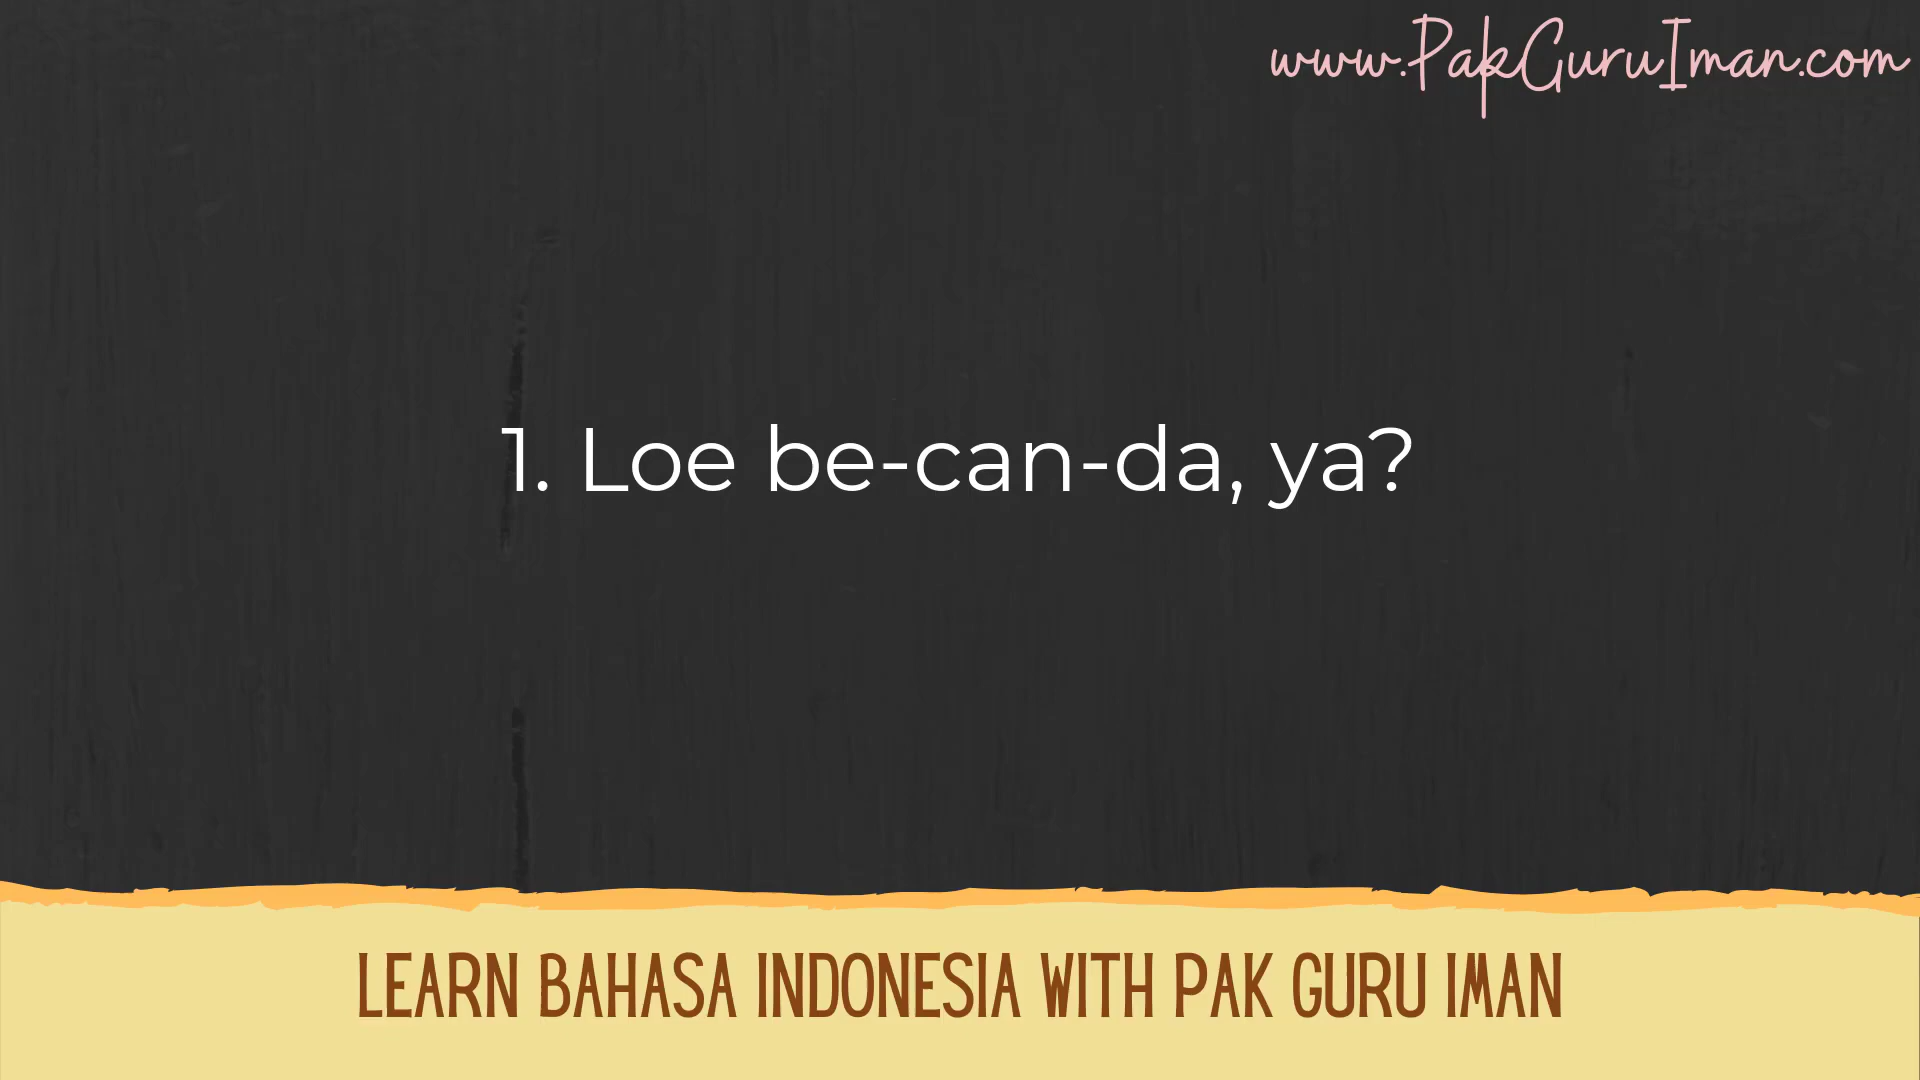 www.PakGuruIman.com
1. Loe be-can-da, ya?
LEARN BAHASA INDONESIA WITH PAK GURU IMAN